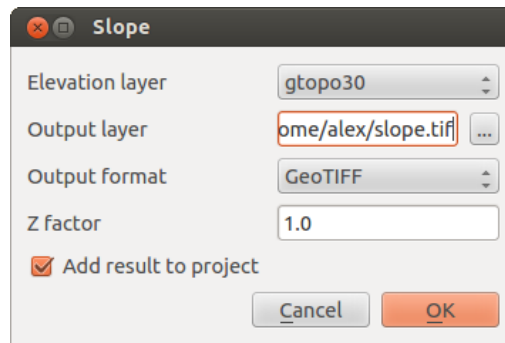 Slope
Elevation layer gtopo30
Output layer ome/alex/slope.tif ...
Output format GeoTIFF
Z factor 1.0
Add result to project
Cancel OK